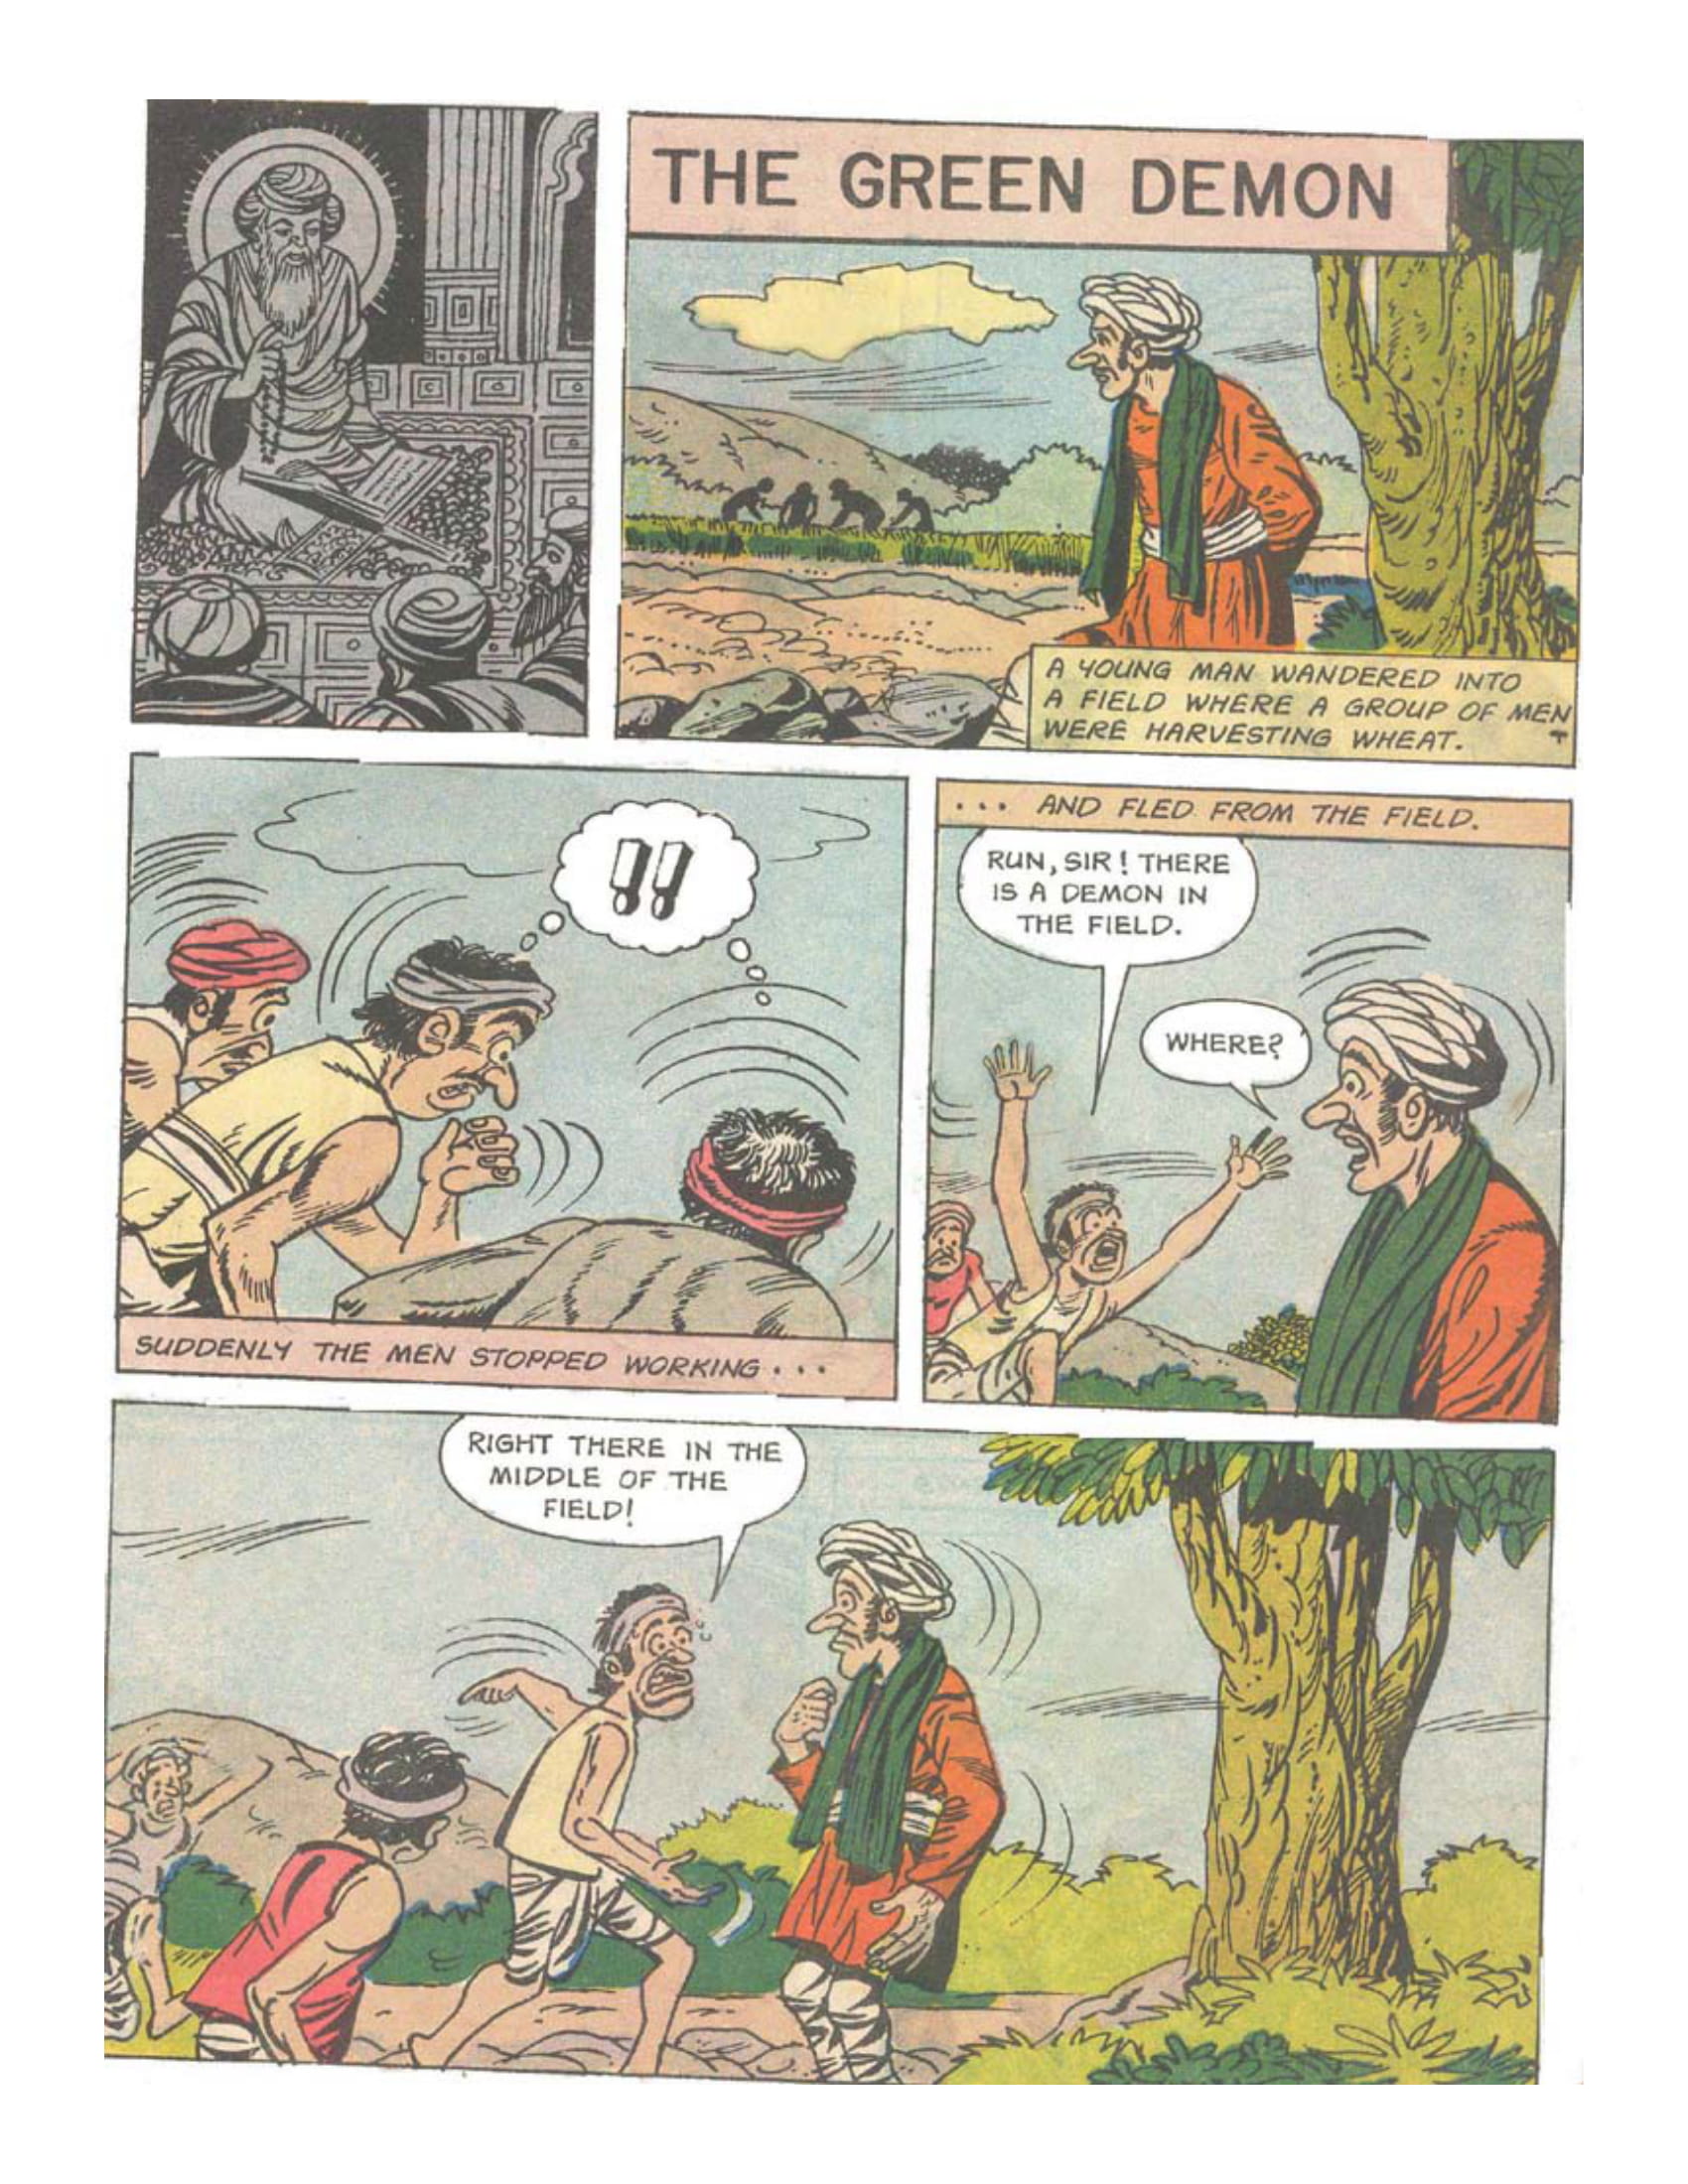 THE GREEN DEMON
A YOUNG MAN WANDERED INTO
A FIELD WHERE A GROUP OF MEN
WERE HARVESTING WHEAT.
!!
SUDDENLY THE MEN STOPPED WORKING...
... AND FLED FROM THE FIELD.
RUN, SIR! THERE
IS A DEMON IN
THE FIELD.
WHERE?
RIGHT THERE IN THE
MIDDLE OF THE
FIELD!